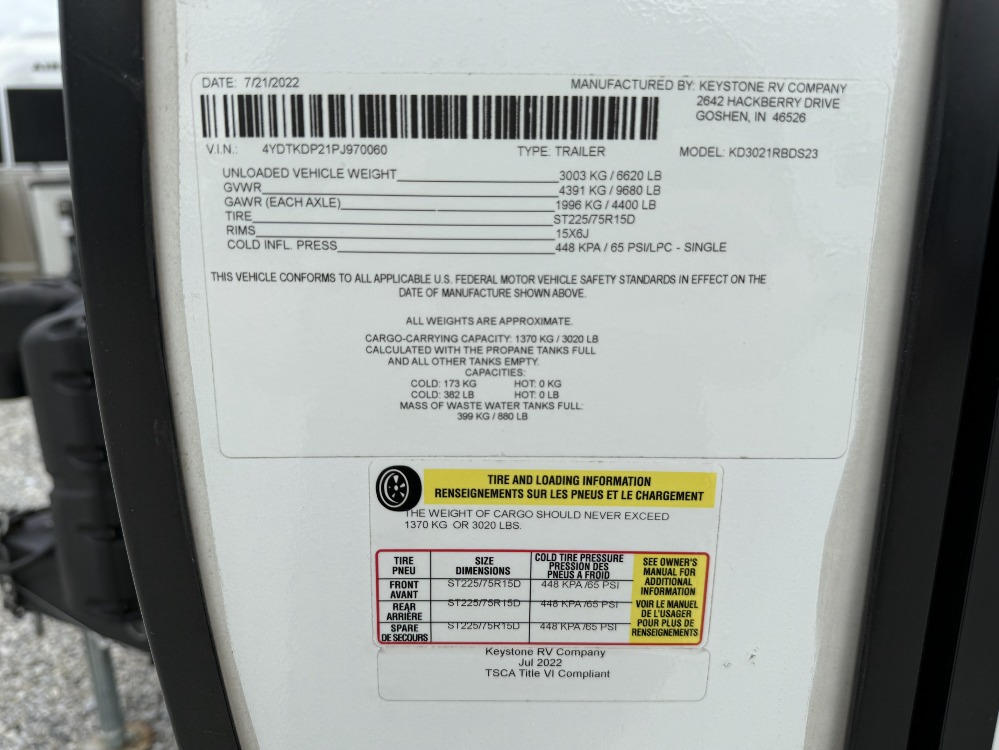 DATE: 7/21/2022
MANUFACTURED BY: KEYSTONE RV COMPANY
2642 HACKBERRY DRIVE
GOSHEN, IN 46526
V.I.N.: 4YDTKDP21PJ970060 TYPE: TRAILER MODEL: KD3021RBDS23
UNLOADED VEHICLE WEIGHT 3003 KG / 6620 LB
GVWR 4391 KG / 9680 LB
GAWR (EACH AXLE) 1996 KG / 4400 LB
TIRE ST225/75R15D
RIMS 15X6J
COLD INFL. PRESS 448 KPA / 65 PSI/LPC - SINGLE
THIS VEHICLE CONFORMS TO ALL APPLICABLE U.S. FEDERAL MOTOR VEHICLE SAFETY STANDARDS IN EFFECT ON THE
DATE OF MANUFACTURE SHOWN ABOVE.
ALL WEIGHTS ARE APPROXIMATE.
CARGO-CARRYING CAPACITY: 1370 KG / 3020 LB
CALCULATED WITH THE PROPANE TANKS FULL
AND ALL OTHER TANKS EMPTY.
CAPACITIES:
COLD: 173 KG HOT: 0 KG
COLD: 382 LB HOT: 0 LB
MASS OF WASTE WATER TANKS FULL:
399 KG / 880 LB
TIRE AND LOADING INFORMATION
RENSEIGNEMENTS SUR LES PNEUS ET LE CHARGEMENT
THE WEIGHT OF CARGO SHOULD NEVER EXCEED
1370 KG OR 3020 LBS.
TIRE
PNEU
SIZE
DIMENSIONS
COLD TIRE PRESSURE
PRESSION DES
PNEUS A FROID
FRONT
AVANT
ST225/75R15D
448 KPA /65 PSI
REAR
ARRIÈRE
ST225/75R15D
448 KPA /65 PSI
SPARE
DE SECOURS
ST225/75R15D
448 KPA /65 PSI
SEE OWNER'S
MANUAL FOR
ADDITIONAL
INFORMATION
VOIR LE MANUEL
DE L'USAGER
POUR PLUS DE
RENSEIGNEMENTS
Keystone RV Company
Jul 2022
TSCA Title VI Compliant